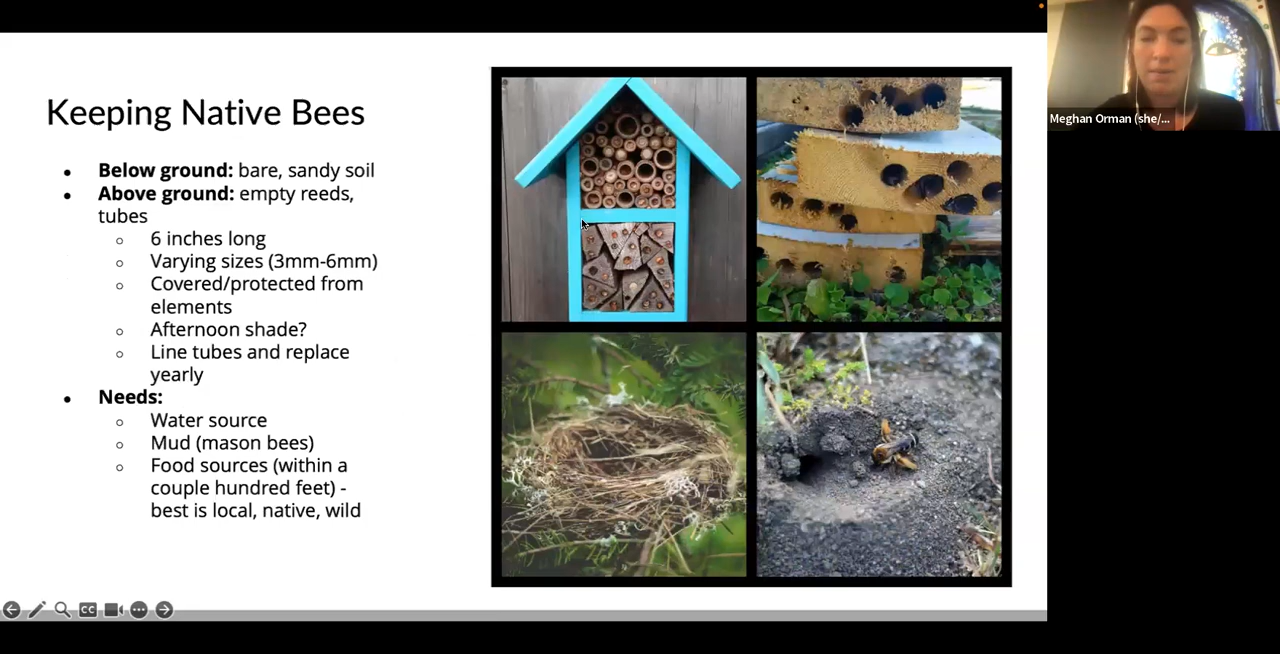 Keeping Native Bees
● Below ground: bare, sandy soil
● Above ground: empty reeds,
tubes
○ 6 inches long
○ Varying sizes (3mm-6mm)
○ Covered/protected from
elements
○ Afternoon shade?
○ Line tubes and replace
yearly
● Needs:
○ Water source
○ Mud (mason bees)
○ Food sources (within a
couple hundred feet) -
best is local, native, wild
CC
Meghan Orman (she/...